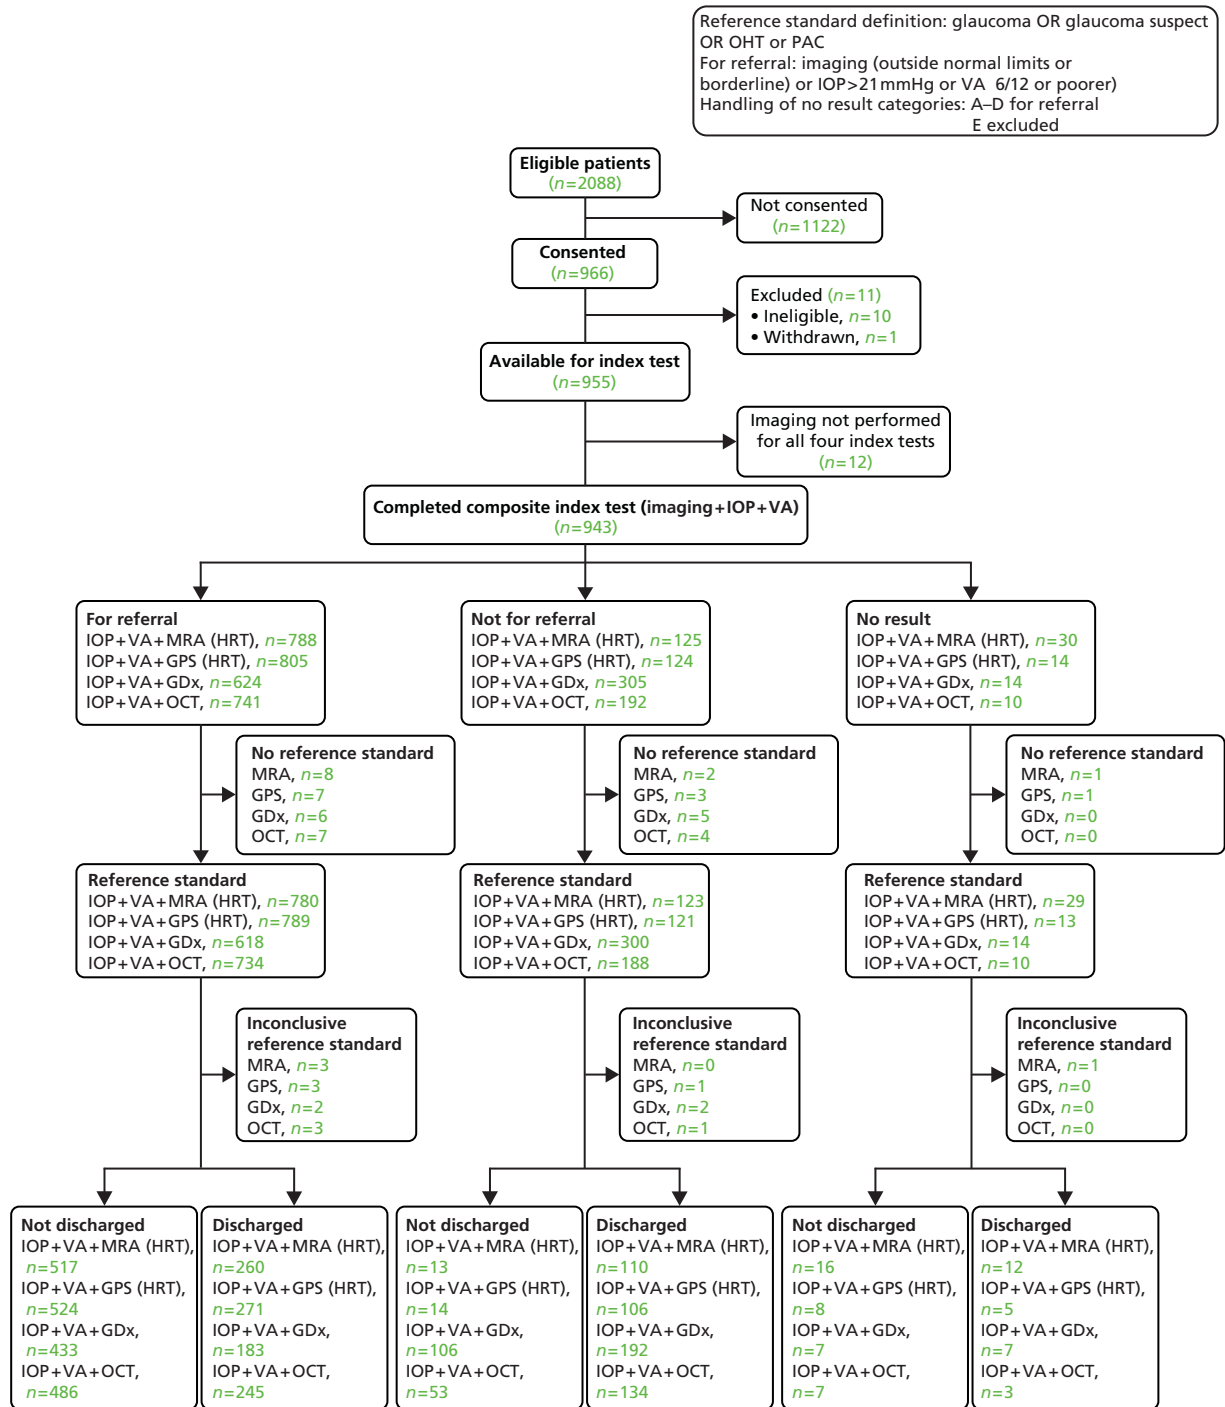 Reference standard definition: glaucoma OR glaucoma suspect
OR OHT or PAC
For referral: imaging (outside normal limits or
borderline) or IOP>21mmHg or VA 6/12 or poorer)
Handling of no result categories: A–D for referral
E excluded
Eligible patients
(n=2088)
Not consented
(n=1122)
Consented
(n=966)
Excluded (n=11)
• Ineligible, n=10
• Withdrawn, n=1
Available for index test
(n=955)
Imaging not performed
for all four index tests
(n=12)
Completed composite index test (imaging+IOP+VA)
(n=943)
For referral
IOP+VA+MRA (HRT), n=788
IOP+VA+GPS (HRT), n=805
IOP+VA+GDx, n=624
IOP+VA+OCT, n=741
Not for referral
IOP+VA+MRA (HRT), n=125
IOP+VA+GPS (HRT), n=124
IOP+VA+GDx, n=305
IOP+VA+OCT, n=192
No result
IOP+VA+MRA (HRT), n=30
IOP+VA+GPS (HRT), n=14
IOP+VA+GDx, n=14
IOP+VA+OCT, n=10
No reference standard
MRA, n=8
GPS, n=7
GDx, n=6
OCT, n=7
No reference standard
MRA, n=2
GPS, n=3
GDx, n=5
OCT, n=4
No reference standard
MRA, n=1
GPS, n=1
GDx, n=0
OCT, n=0
Reference standard
IOP+VA+MRA (HRT), n=780
IOP+VA+GPS (HRT), n=789
IOP+VA+GDx, n=618
IOP+VA+OCT, n=734
Reference standard
IOP+VA+MRA (HRT), n=123
IOP+VA+GPS (HRT), n=121
IOP+VA+GDx, n=300
IOP+VA+OCT, n=188
Reference standard
IOP+VA+MRA (HRT), n=29
IOP+VA+GPS (HRT), n=13
IOP+VA+GDx, n=14
IOP+VA+OCT, n=10
Inconclusive
reference standard
MRA, n=3
GPS, n=3
GDx, n=2
OCT, n=3
Inconclusive
reference standard
MRA, n=0
GPS, n=1
GDx, n=2
OCT, n=1
Inconclusive
reference standard
MRA, n=1
GPS, n=0
GDx, n=0
OCT, n=0
Not discharged
IOP+VA+MRA (HRT),
n=517
IOP+VA+GPS (HRT),
n=524
IOP+VA+GDx,
n=433
IOP+VA+OCT,
n=486
Discharged
IOP+VA+MRA (HRT),
n=260
IOP+VA+GPS (HRT),
n=271
IOP+VA+GDx,
n=183
IOP+VA+OCT,
n=245
Not discharged
IOP+VA+MRA (HRT),
n=13
IOP+VA+GPS (HRT),
n=14
IOP+VA+GDx,
n=106
IOP+VA+OCT,
n=53
Discharged
IOP+VA+MRA (HRT),
n=110
IOP+VA+GPS (HRT),
n=106
IOP+VA+GDx,
n=192
IOP+VA+OCT,
n=134
Not discharged
IOP+VA+MRA (HRT),
n=16
IOP+VA+GPS (HRT),
n=8
IOP+VA+GDx,
n=7
IOP+VA+OCT,
n=7
Discharged
IOP+VA+MRA (HRT),
n=12
IOP+VA+GPS (HRT),
n=5
IOP+VA+GDx,
n=7
IOP+VA+OCT,
n=3